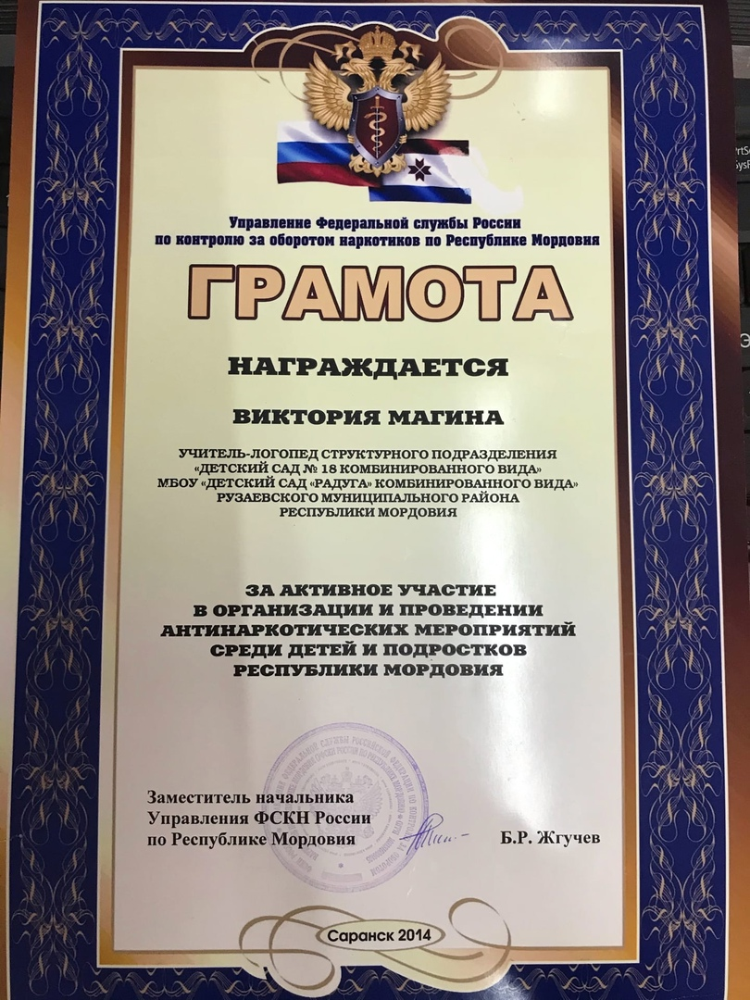 Управление Федеральной службы России
по контролю за оборотом наркотиков по Республике Мордовия
ГРАМОТА
НАГРАЖДАЕТСЯ
ВИКТОРИЯ МАГИНА
УЧИТЕЛЬ-ЛОГОПЕД СТРУКТУРНОГО ПОДРАЗДЕЛЕНИЯ
«ДЕТСКИЙ САД № 18 КОМБИНИРОВАННОГО ВИДА»
МБОУ «ДЕТСКИЙ САД «РАДУГА» КОМБИНИРОВАННОГО ВИДА»
РУЗАЕВСКОГО МУНИЦИПАЛЬНОГО РАЙОНА
РЕСПУБЛИКИ МОРДОВИЯ
ЗА АКТИВНОЕ УЧАСТИЕ
В ОРГАНИЗАЦИИ И ПРОВЕДЕНИИ
АНТИНАРКОТИЧЕСКИХ МЕРОПРИЯТИЙ
СРЕДИ ДЕТЕЙ И ПОДРОСТКОВ
РЕСПУБЛИКИ МОРДОВИЯ
Заместитель начальника
Управления ФСКН России
по Республике Мордовия
Б.Р. Жгучев
Саранск 2014